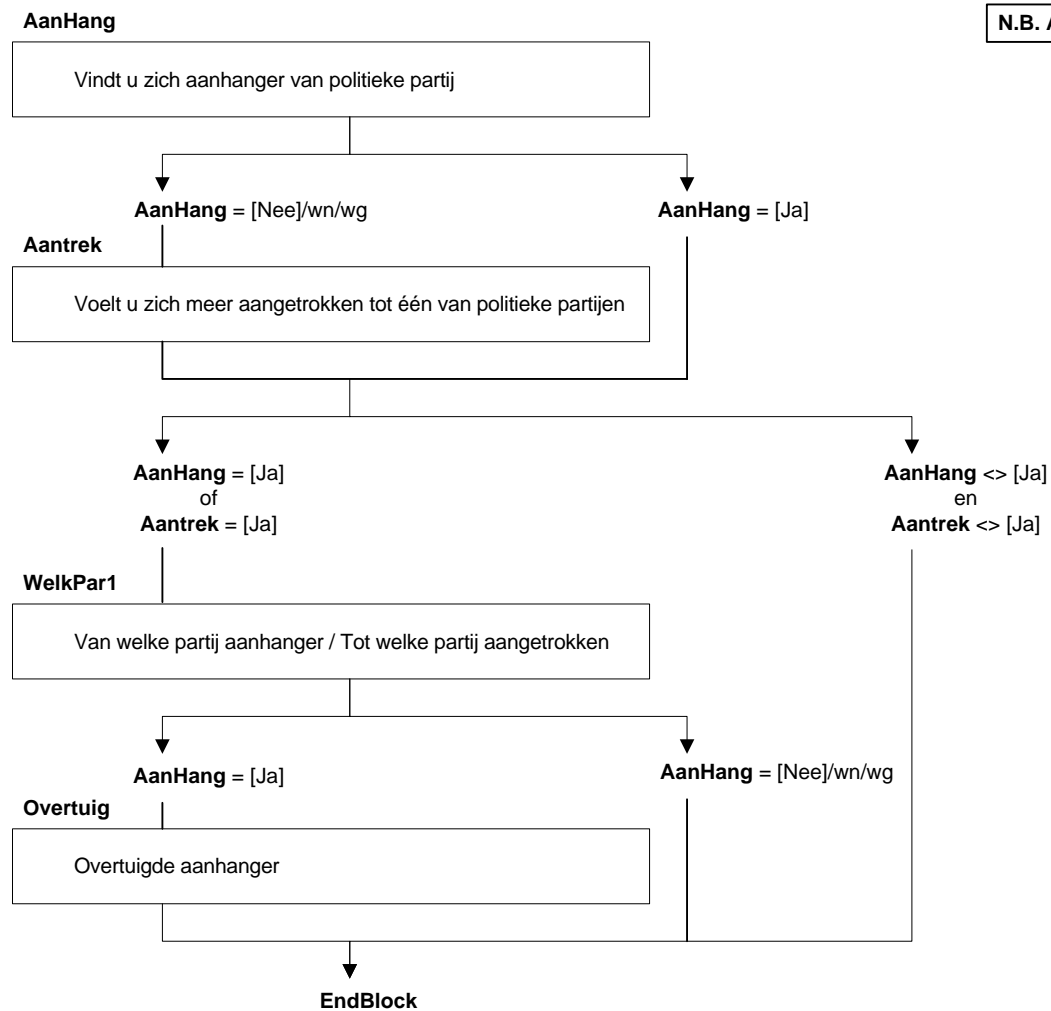 AanHang
N.B. A
Vindt u zich aanhanger van politieke partij
AanHang = [Nee]/wn/wg
AanHang = [Ja]
Aantrek
Voelt u zich meer aangetrokken tot één van politieke partijen
AanHang = [Ja]
of
Aantrek = [Ja]
AanHang <> [Ja]
en
Aantrek <> [Ja]
WelkPar1
Van welke partij aanhanger / Tot welke partij aangetrokken
AanHang = [Ja]
AanHang = [Nee]/wn/wg
Overtuig
Overtuigde aanhanger
EndBlock